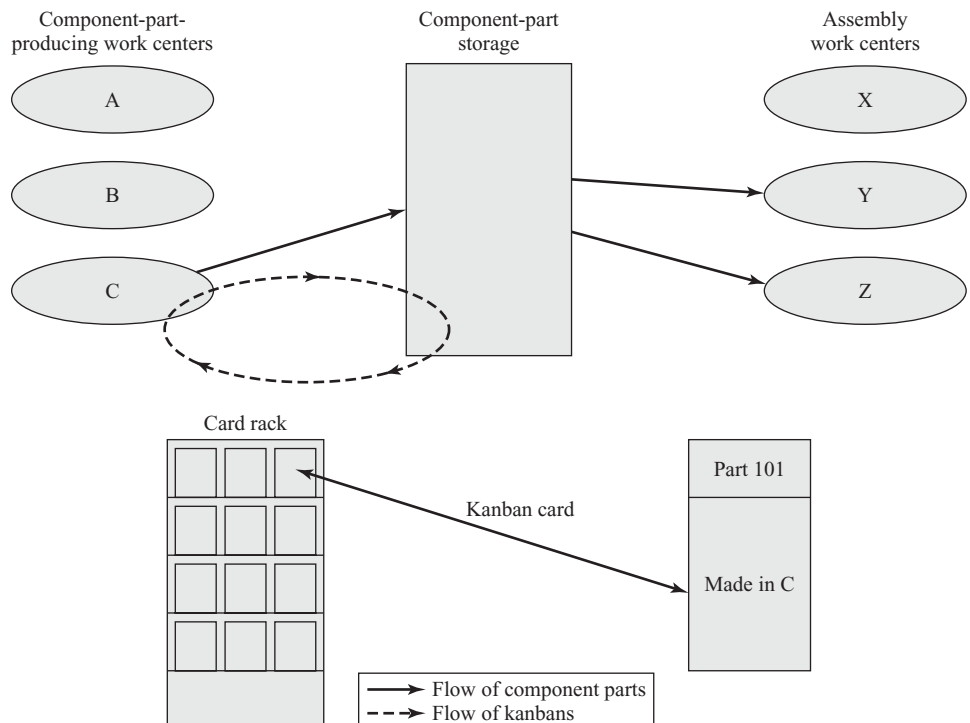 Component-part-
producing work centers
Component-part
storage
Assembly
work centers
A
X
B
Y
C
Z
Card rack
Part 101
Kanban card
Made in C
Flow of component parts
Flow of kanbans